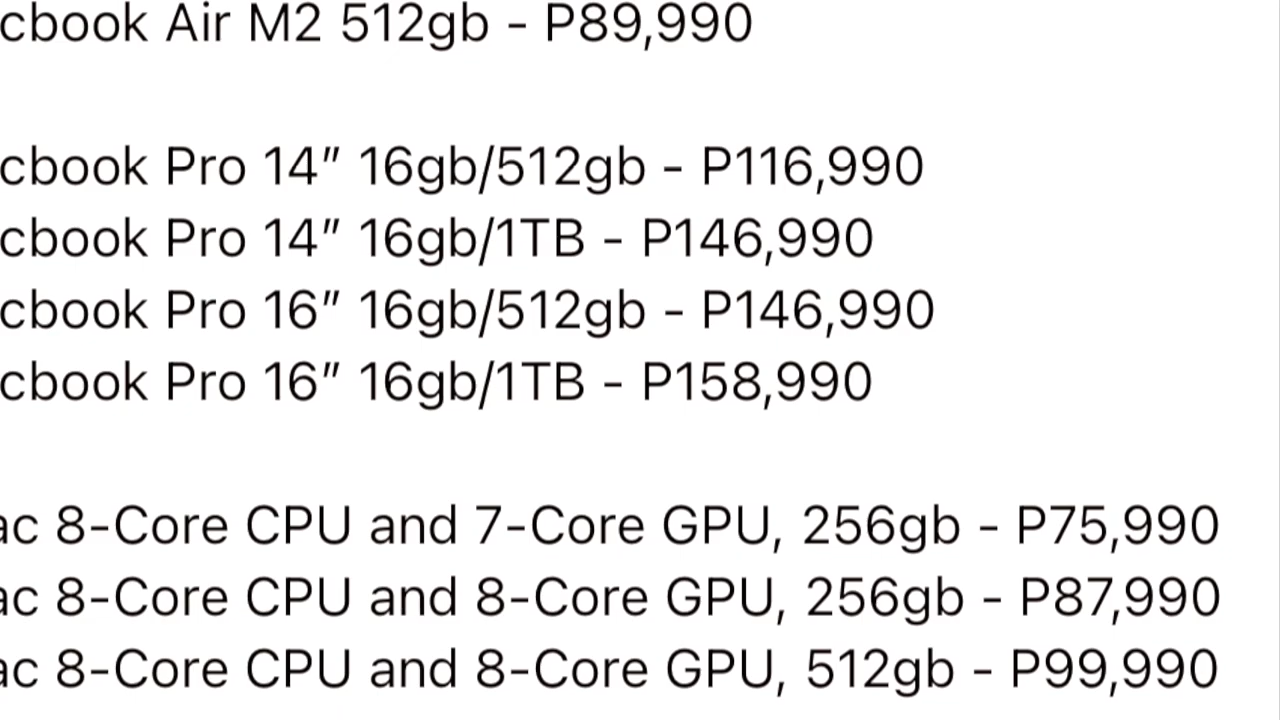 cbook Air M2 512gb - P89,990
cbook Pro 14” 16gb/512gb - P116,990
cbook Pro 14” 16gb/1TB - P146,990
cbook Pro 16” 16gb/512gb - P146,990
cbook Pro 16” 16gb/1TB - P158,990
ac 8-Core CPU and 7-Core GPU, 256gb - P75,990
ac 8-Core CPU and 8-Core GPU, 256gb - P87,990
ac 8-Core CPU and 8-Core GPU, 512gb - P99,990